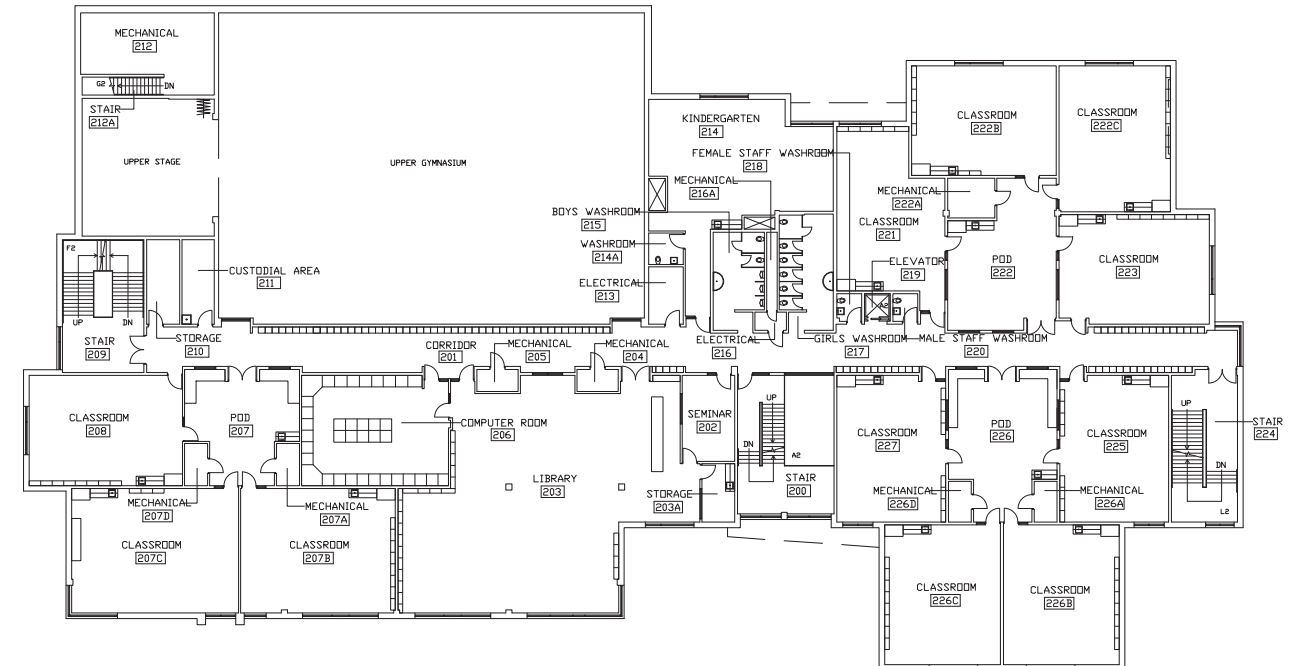 MECHANICAL
212
G2
DN
STAIR
212A
UPPER STAGE
UPPER GYMNASIUM
KINDERGARTEN
214
FEMALE STAFF WASHROOM
218
MECHANICAL
216A
BOYS WASHROOM
215
WASHROOM
214A
ELECTRICAL
213
CLASSROOM
222B
CLASSROOM
222C
MECHANICAL
222A
CLASSROOM
221
ELEVATOR
219
A2
POD
222
CLASSROOM
223
F2
UP
DN
STAIR
209
CUSTODIAL AREA
211
STORAGE
210
CORRIDOR
201
MECHANICAL
205
MECHANICAL
204
ELECTRICAL
216
GIRLS WASHROOM
217
MALE STAFF WASHROOM
220
CLASSROOM
208
POD
207
COMPUTER ROOM
206
SEMINAR
202
UP
DN
A2
STAIR
200
CLASSROOM
227
POD
226
CLASSROOM
225
UP
DN
L2
STAIR
224
LIBRARY
203
STORAGE
203A
MECHANICAL
207D
MECHANICAL
207A
MECHANICAL
226D
MECHANICAL
226A
CLASSROOM
207C
CLASSROOM
207B
CLASSROOM
226C
CLASSROOM
226B